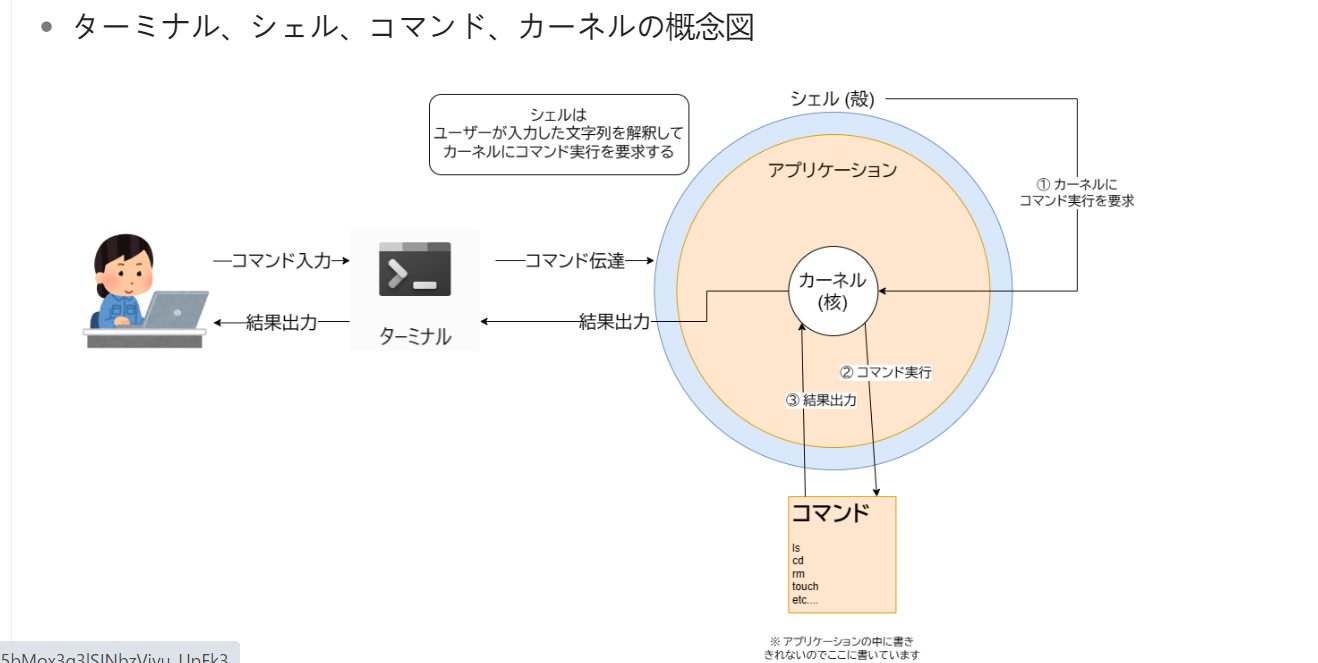 ターミナル、シェル、コマンド、カーネルの概念図
シェル (殻)
シェルは
ユーザーが入力した文字列を解釈して
カーネルにコマンド実行を要求する
アプリケーション
① カーネルに
コマンド実行を要求
コマンド入力
コマンド伝達
カーネル
(核)
結果出力
ターミナル
結果出力
② コマンド実行
③ 結果出力
コマンド
ls
cd
rm
touch
etc....
※ アプリケーションの中に書き
きれないのでここに書いています